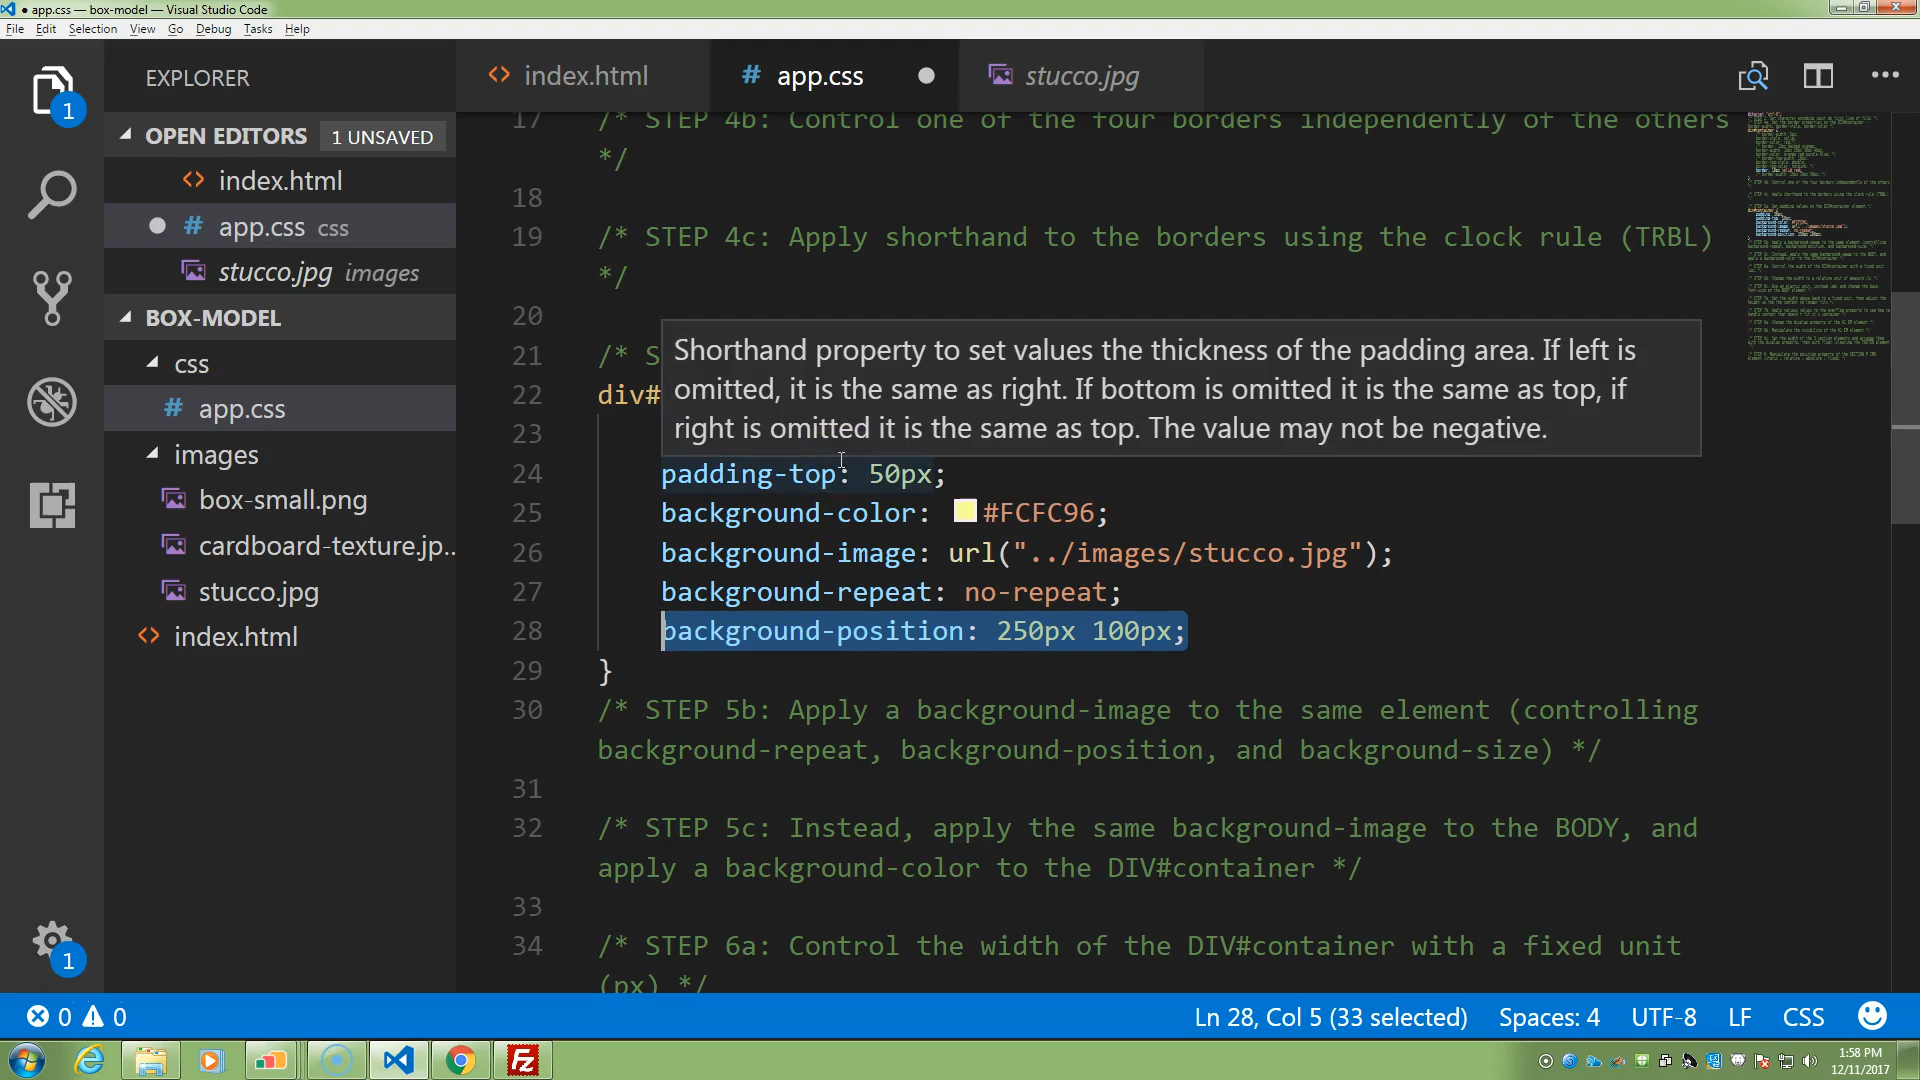 ● app.css — box-model — Visual Studio Code
File Edit Selection View Go Debug Tasks Help
EXPLORER
index.html
# app.css
stucco.jpg
1
OPEN EDITORS 1 UNSAVED
index.html
# app.css css
stucco.jpg images
BOX-MODEL
css
# app.css
images
box-small.png
cardboard-texture.jp...
stucco.jpg
index.html
1
17 /* STEP 4b: Control one of the four borders independently of the others
*/
18
19 /* STEP 4c: Apply shorthand to the borders using the clock rule (TRBL)
*/
20
21 /* S
22 div#
23
Shorthand property to set values the thickness of the padding area. If left is
omitted, it is the same as right. If bottom is omitted it is the same as top, if
right is omitted it is the same as top. The value may not be negative.
24 padding-top: 50px;
25 background-color: #FCFC96;
26 background-image: url("../images/stucco.jpg");
27 background-repeat: no-repeat;
28 background-position: 250px 100px;
29 }
30 /* STEP 5b: Apply a background-image to the same element (controlling
background-repeat, background-position, and background-size) */
31
32 /* STEP 5c: Instead, apply the same background-image to the BODY, and
apply a background-color to the DIV#container */
33
34 /* STEP 6a: Control the width of the DIV#container with a fixed unit
(px) */
0 0
Ln 28, Col 5 (33 selected) Spaces: 4 UTF-8 LF CSS
Fz
1:58 PM
12/11/2017